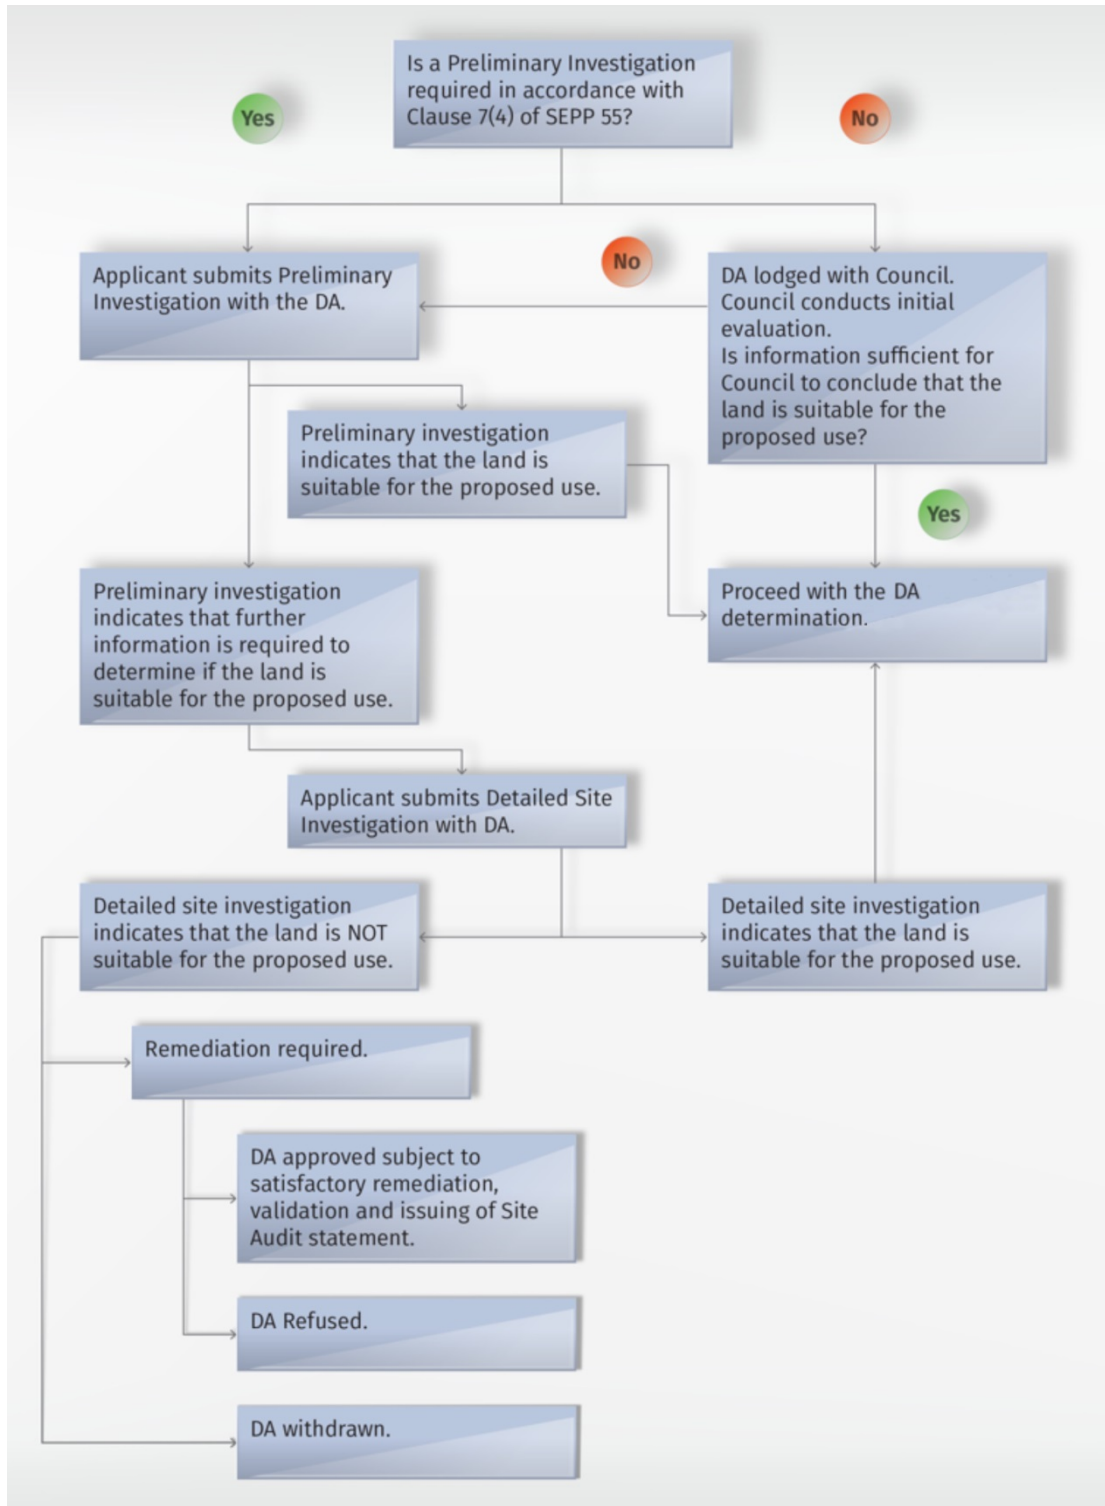 Is a Preliminary Investigation
required in accordance with
Clause 7(4) of SEPP 55?
Yes
No
Applicant submits Preliminary
Investigation with the DA.
No
DA lodged with Council.
Council conducts initial
evaluation.
Is information sufficient for
Council to conclude that the
land is suitable for the
proposed use?
Preliminary investigation
indicates that the land is
suitable for the proposed use.
Yes
Preliminary investigation
indicates that further
information is required to
determine if the land is
suitable for the proposed use.
Proceed with the DA
determination.
Applicant submits Detailed Site
Investigation with DA.
Detailed site investigation
indicates that the land is NOT
suitable for the proposed use.
Detailed site investigation
indicates that the land is
suitable for the proposed use.
Remediation required.
DA approved subject to
satisfactory remediation,
validation and issuing of Site
Audit statement.
DA Refused.
DA withdrawn.